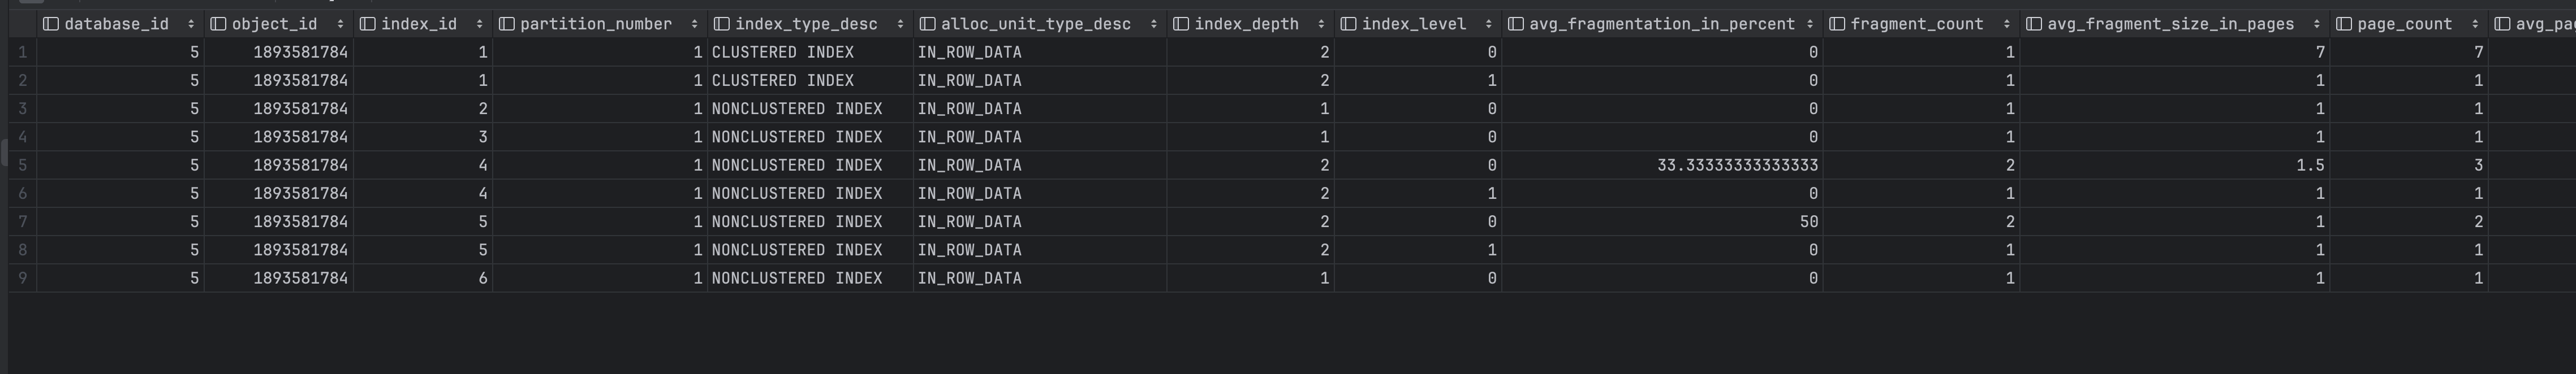 database_id object_id index_id partition_number index_type_desc alloc_unit_type_desc index_depth index_level avg_fragmentation_in_percent fragment_count avg_fragment_size_in_pages page_count avg_pag
1 5 1893581784 1 1 CLUSTERED INDEX IN_ROW_DATA 2 0 0 1 7 7
2 5 1893581784 1 1 CLUSTERED INDEX IN_ROW_DATA 2 1 0 1 1 1
3 5 1893581784 2 1 NONCLUSTERED INDEX IN_ROW_DATA 1 0 0 1 1 1
4 5 1893581784 3 1 NONCLUSTERED INDEX IN_ROW_DATA 1 0 0 1 1 1
5 5 1893581784 4 1 NONCLUSTERED INDEX IN_ROW_DATA 2 0 33.33333333333333 2 1.5 3
6 5 1893581784 4 1 NONCLUSTERED INDEX IN_ROW_DATA 2 1 0 1 1 1
7 5 1893581784 5 1 NONCLUSTERED INDEX IN_ROW_DATA 2 0 50 2 1 2
8 5 1893581784 5 1 NONCLUSTERED INDEX IN_ROW_DATA 2 1 0 1 1 1
9 5 1893581784 6 1 NONCLUSTERED INDEX IN_ROW_DATA 1 0 0 1 1 1